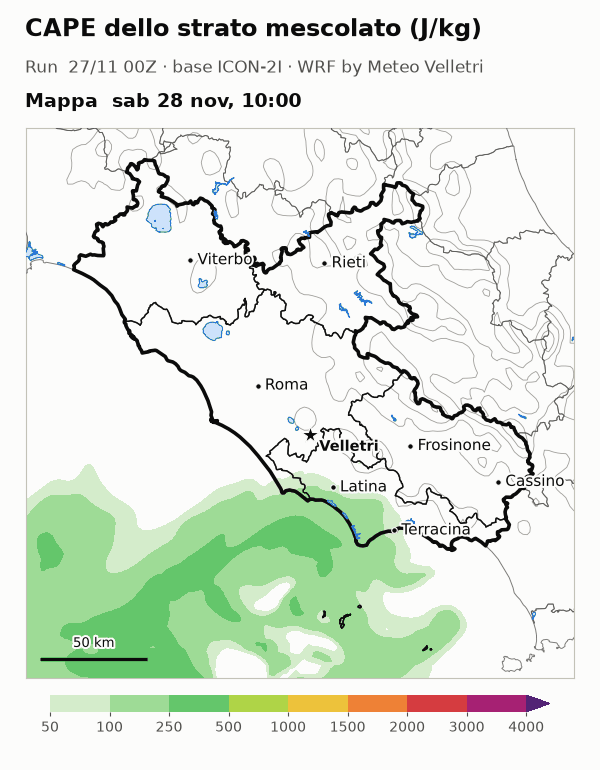 CAPE dello strato mescolato (J/kg)
Run  27/11 00Z · base ICON-2I · WRF by Meteo Velletri
Mappa  sab 28 nov, 10:00
Viterbo
Rieti
Roma
Velletri
Frosinone
Latina
Cassino
Terracina
50 km
50 100 250 500 1000 1500 2000 3000 4000